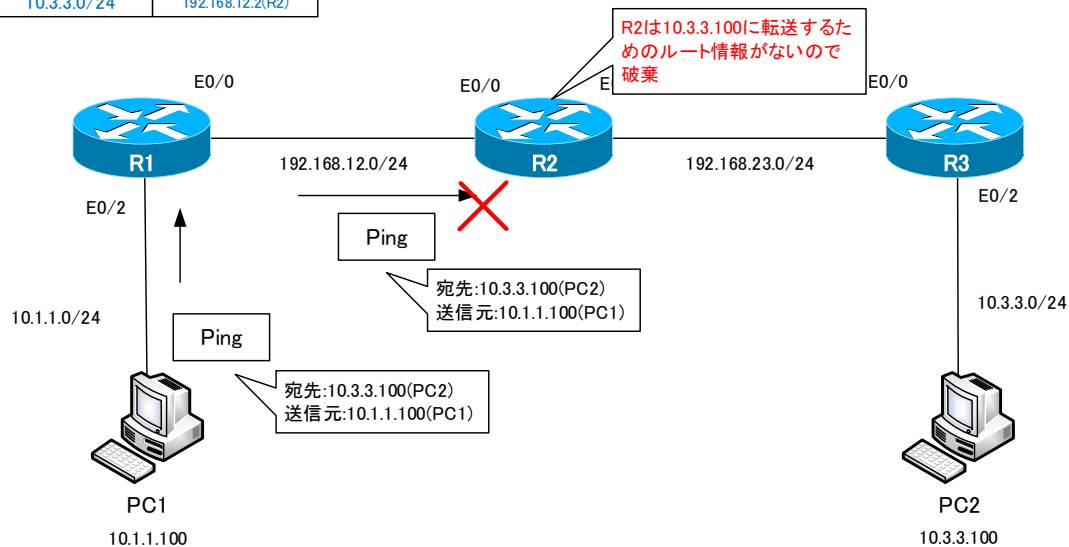 10.3.3.0/24 192.168.12.2(R2)
R2は10.3.3.100に転送するた
めのルート情報がないので
破棄
E0/0
E0/0
E0/0
R1
R2
R3
192.168.12.0/24
192.168.23.0/24
E0/2
E0/2
Ping
宛先:10.3.3.100(PC2)
送信元:10.1.1.100(PC1)
10.1.1.0/24
10.3.3.0/24
Ping
宛先:10.3.3.100(PC2)
送信元:10.1.1.100(PC1)
PC1
10.1.1.100
PC2
10.3.3.100